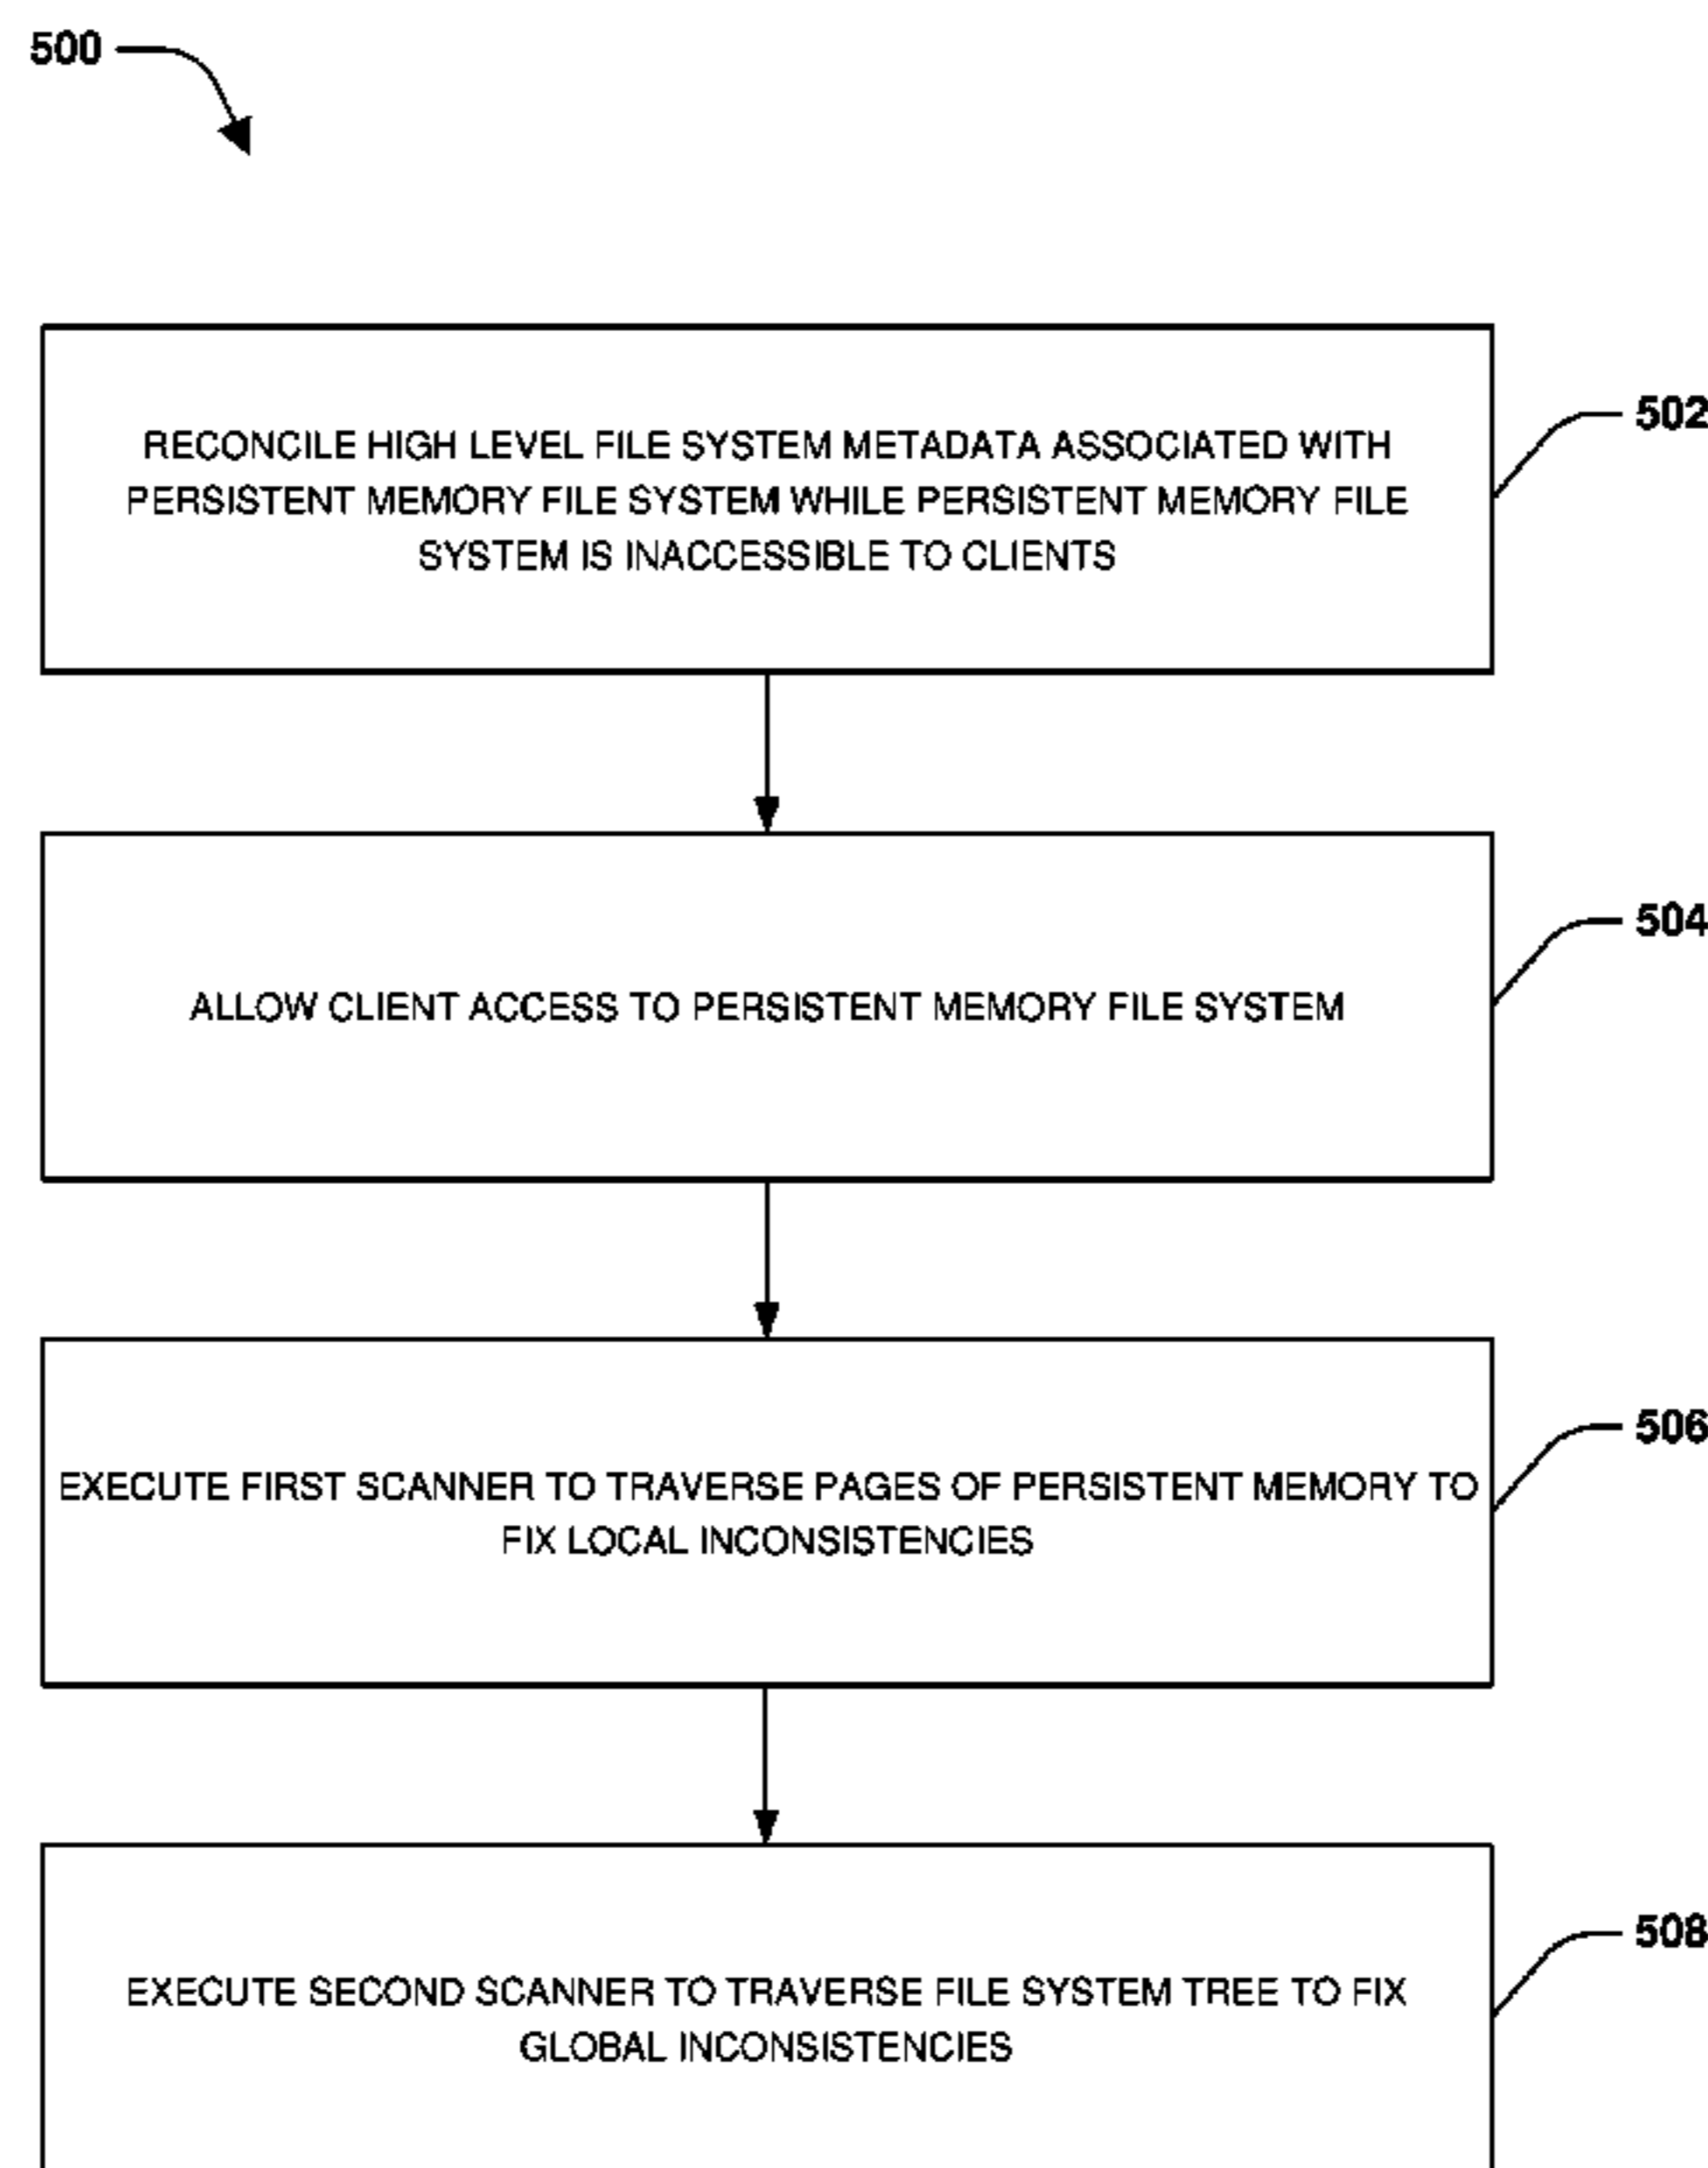 500
RECONCILE HIGH LEVEL FILE SYSTEM METADATA ASSOCIATED WITH
PERSISTENT MEMORY FILE SYSTEM WHILE PERSISTENT MEMORY FILE
SYSTEM IS INACCESSIBLE TO CLIENTS
502
ALLOW CLIENT ACCESS TO PERSISTENT MEMORY FILE SYSTEM
504
EXECUTE FIRST SCANNER TO TRAVERSE PAGES OF PERSISTENT MEMORY TO
FIX LOCAL INCONSISTENCIES
506
EXECUTE SECOND SCANNER TO TRAVERSE FILE SYSTEM TREE TO FIX
GLOBAL INCONSISTENCIES
508